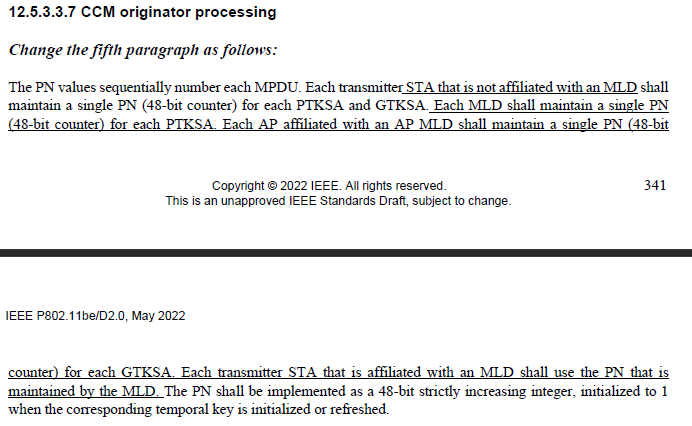 12.5.3.3.7 CCM originator processing
Change the fifth paragraph as follows:
The PN values sequentially number each MPDU. Each transmitter STA that is not affiliated with an MLD shall
maintain a single PN (48-bit counter) for each PTKSA and GTKSA. Each MLD shall maintain a single PN
(48-bit counter) for each PTKSA. Each AP affiliated with an AP MLD shall maintain a single PN (48-bit
Copyright © 2022 IEEE. All rights reserved.
341
This is an unapproved IEEE Standards Draft, subject to change.
IEEE P802.11be/D2.0, May 2022
counter) for each GTKSA. Each transmitter STA that is affiliated with an MLD shall use the PN that is
maintained by the MLD. The PN shall be implemented as a 48-bit strictly increasing integer, initialized to 1
when the corresponding temporal key is initialized or refreshed.